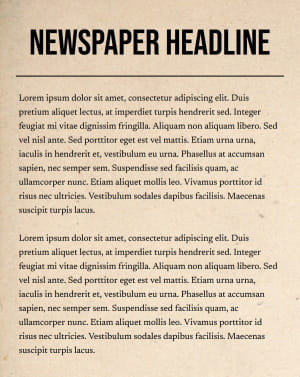 NEWSPAPER HEADLINE
Lorem ipsum dolor sit amet, consectetur adipiscing elit. Duis
pretium aliquet lectus, at imperdiet turpis hendrerit et. Integer
feugiat mi vitae dignissim fringilla. Aliquam non aliquam libero. Sed
vel nisl ante. Sed porttitor eget est vel mattis. Etiam urna urna,
iaculis in hendrerit et, vestibulum eu urna. Phasellus at accumsan
sapien, nec semper sem. Suspendisse sed facilisis quam, ac
ullamcorper nunc. Etiam aliquet mollis leo. Vivamus porttitor id
risus nec ultricies. Vestibulum sodales dapibus facilisis. Maecenas
suscipit turpis lacus.
Lorem ipsum dolor sit amet, consectetur adipiscing elit. Duis
pretium aliquet lectus, at imperdiet turpis hendrerit et. Integer
feugiat mi vitae dignissim fringilla. Aliquam non aliquam libero. Sed
vel nisl ante. Sed porttitor eget est vel mattis. Etiam urna urna,
iaculis in hendrerit et, vestibulum eu urna. Phasellus at accumsan
sapien, nec semper sem. Suspendisse sed facilisis quam, ac
ullamcorper nunc. Etiam aliquet mollis leo. Vivamus porttitor id
risus nec ultricies. Vestibulum sodales dapibus facilisis. Maecenas
suscipit turpis lacus.